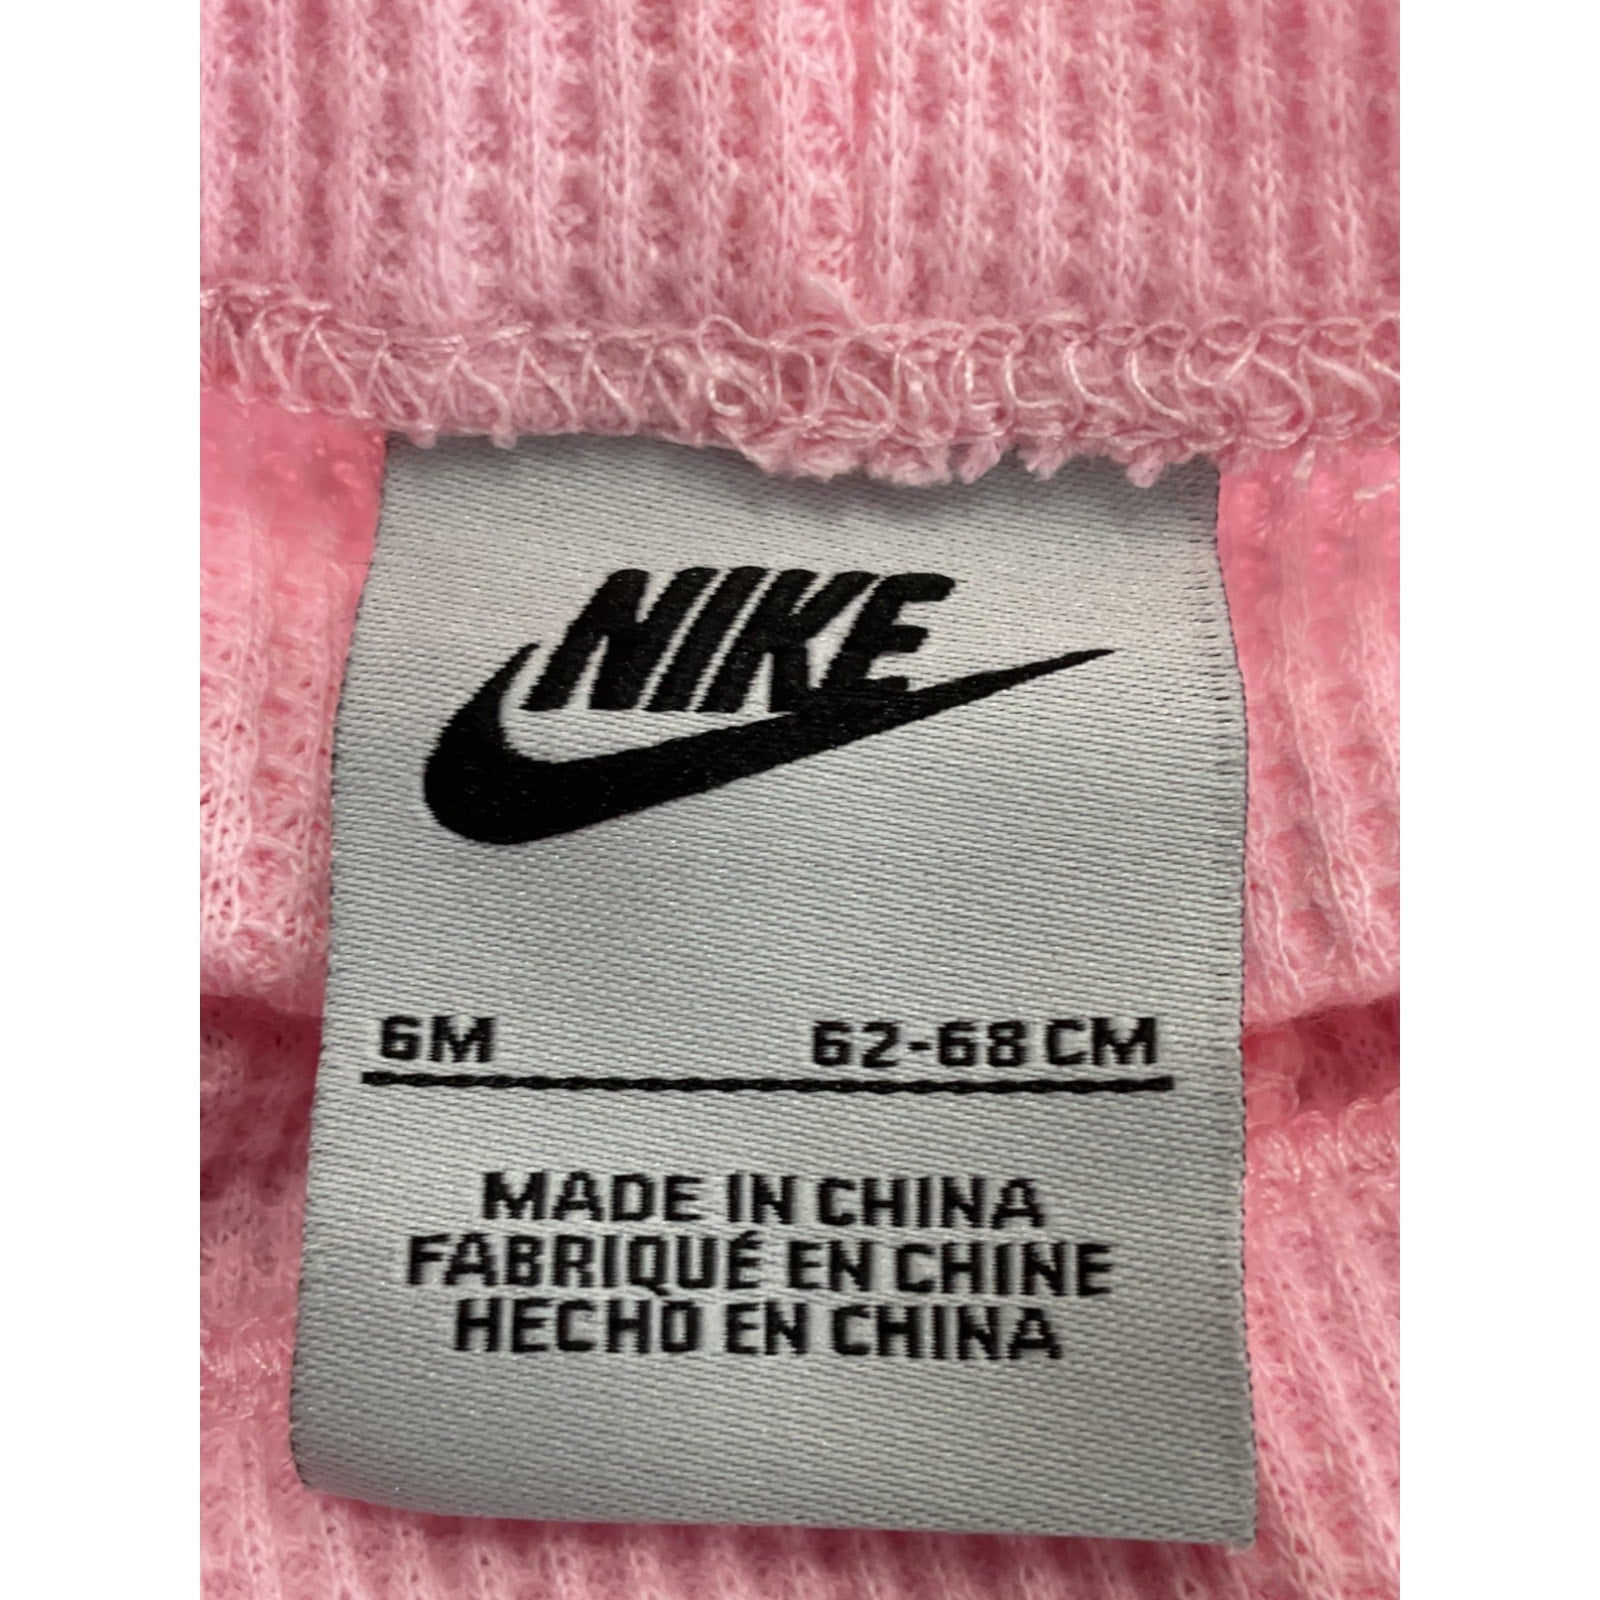 NIKE
6M 62-68 CM
MADE IN CHINA
FABRIQUÉ EN CHINE
HECHO EN CHINA